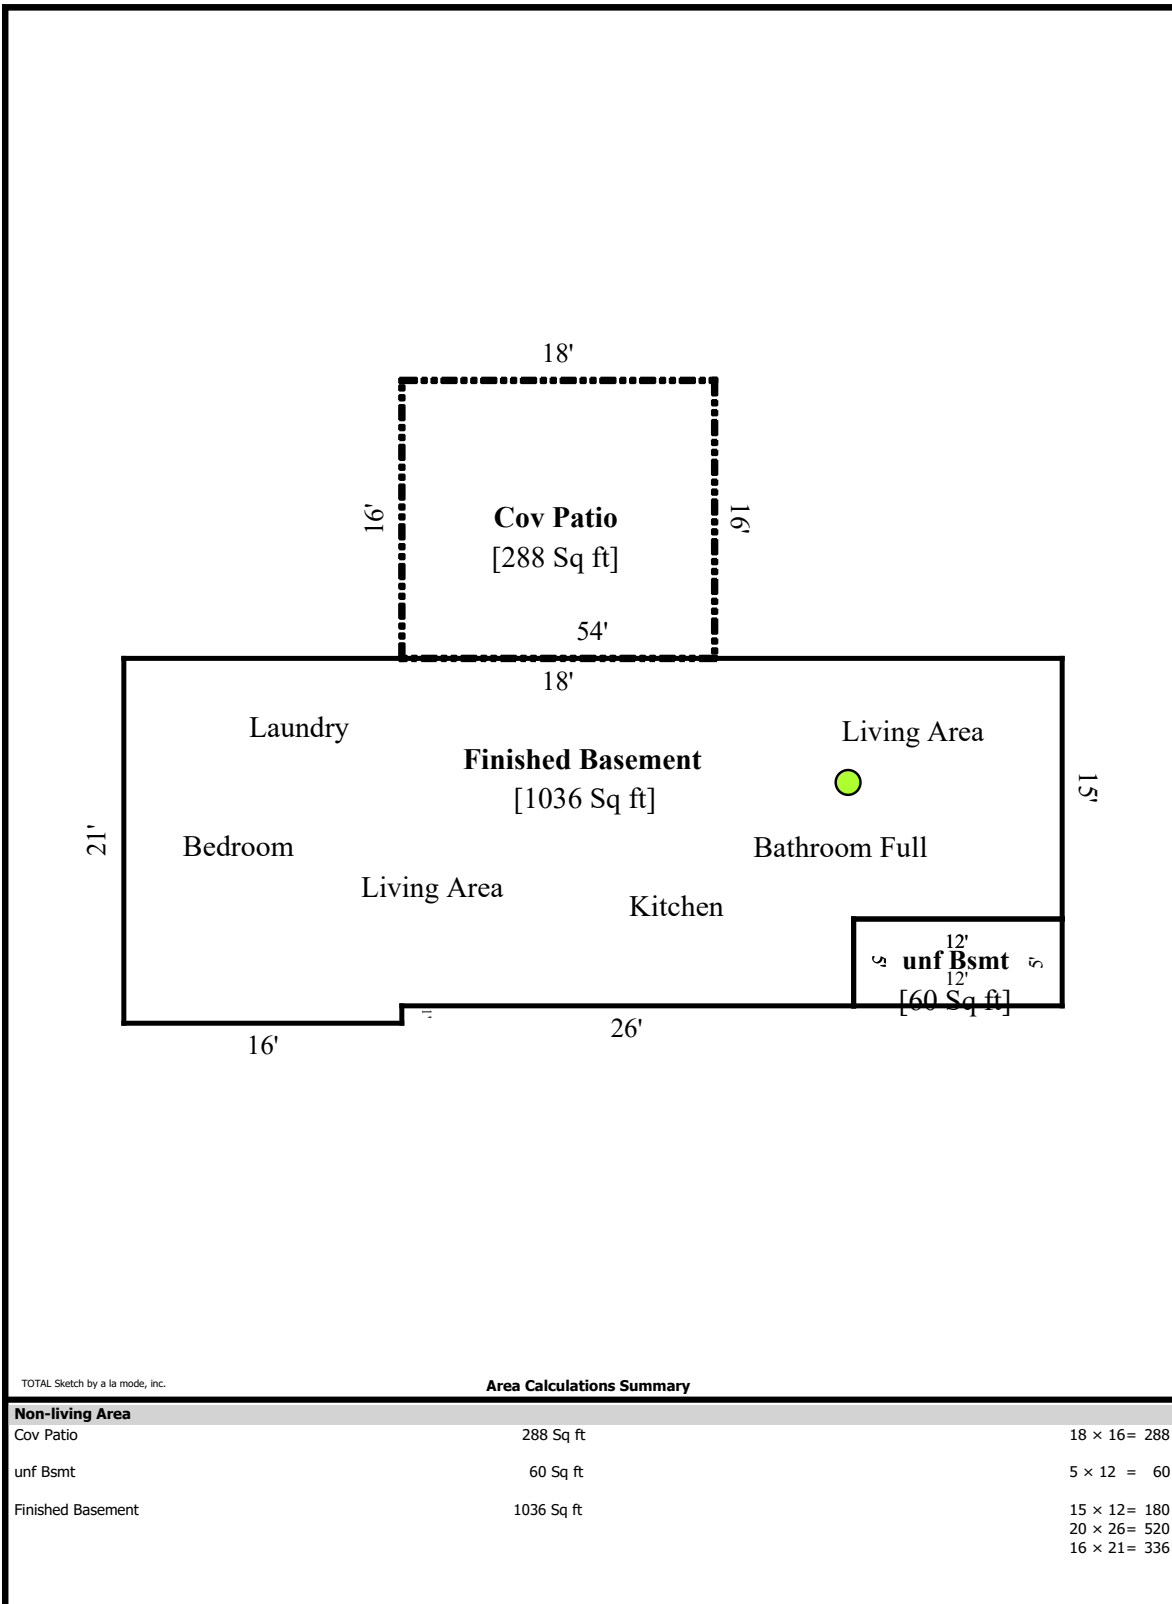 18'
16'
Cov Patio
16'
[288 Sq ft]
54'
18'
Laundry
Living Area
Finished Basement
[1036 Sq ft]
15'
21'
Bedroom
Bathroom Full
Living Area
Kitchen
12'
5'
unf Bsmt
5'
12'
[60 Sq ft]
1'
26'
16'
TOTAL Sketch by a la mode, inc.
Area Calculations Summary
Non-living Area
Cov Patio 288 Sq ft 18 × 16= 288
unf Bsmt 60 Sq ft 5 × 12 = 60
Finished Basement 1036 Sq ft 15 × 12= 180
20 × 26= 520
16 × 21= 336